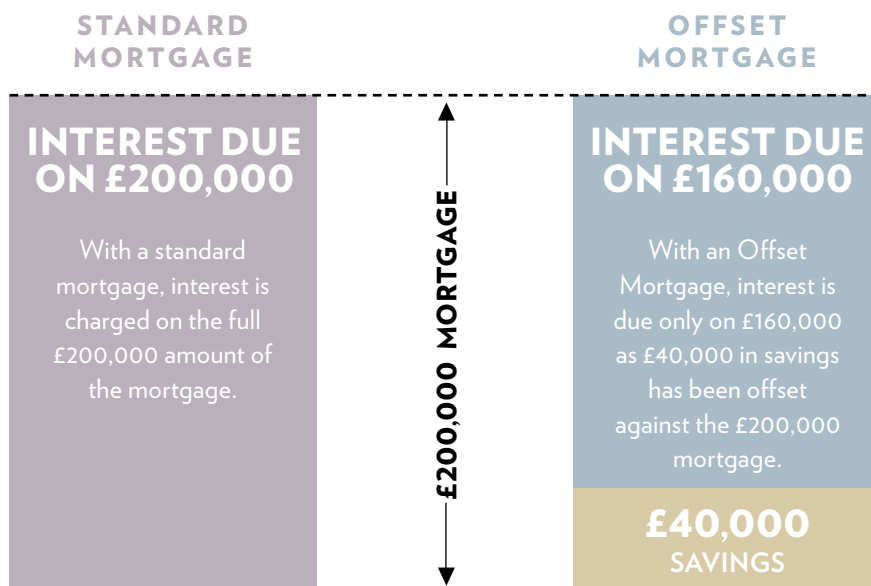 STANDARD
MORTGAGE
INTEREST DUE
ON £200,000
With a standard
mortgage, interest is
charged on the full
£200,000 amount of
the mortgage.
£200,000 MORTGAGE
OFFSET
MORTGAGE
INTEREST DUE
ON £160,000
With an Offset
Mortgage, interest is
due only on £160,000
as £40,000 in savings
has been offset
against the £200,000
mortgage.
£40,000
SAVINGS